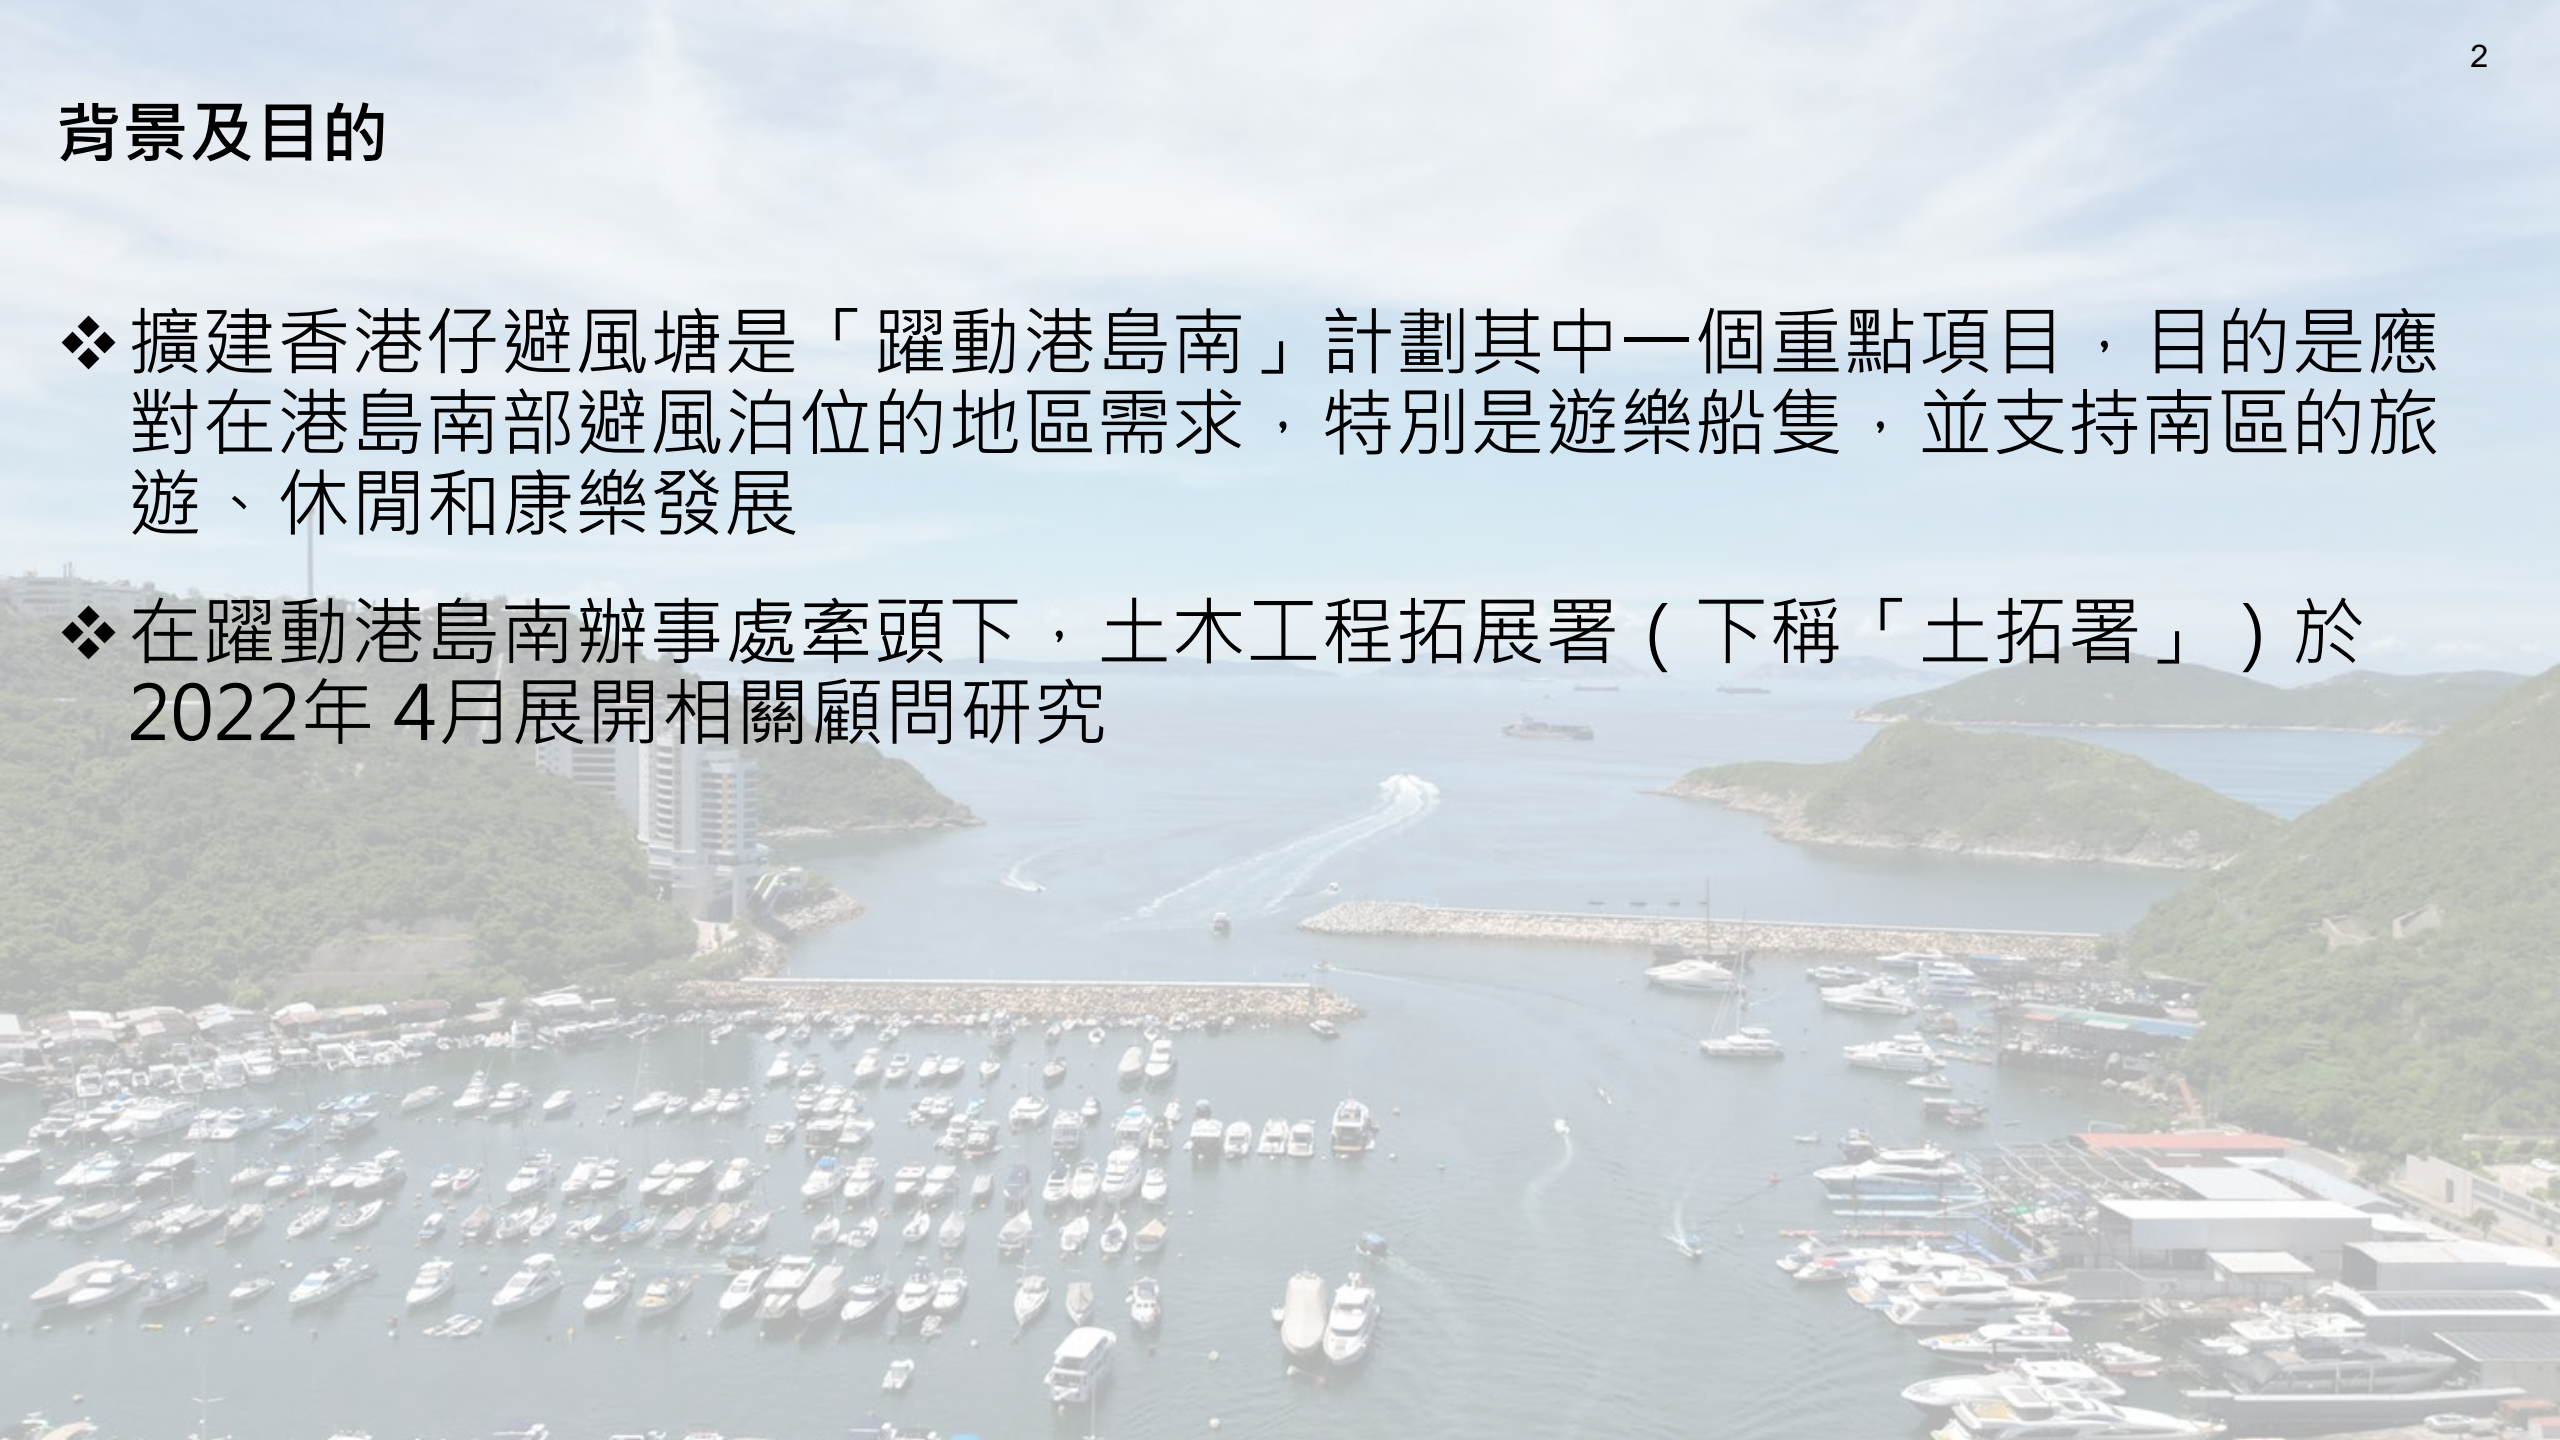 2
背景及目的
❖擴建香港仔避風塘是「躍動港島南」計劃其中一個重點項目，目的是應
對在港島南部避風泊位的地區需求，特別是遊樂船隻，並支持南區的旅
遊、休閒和康樂發展
❖在躍動港島南辦事處牽頭下，土木工程拓展署（下稱「土拓署」）於
2022年 4月展開相關顧問研究